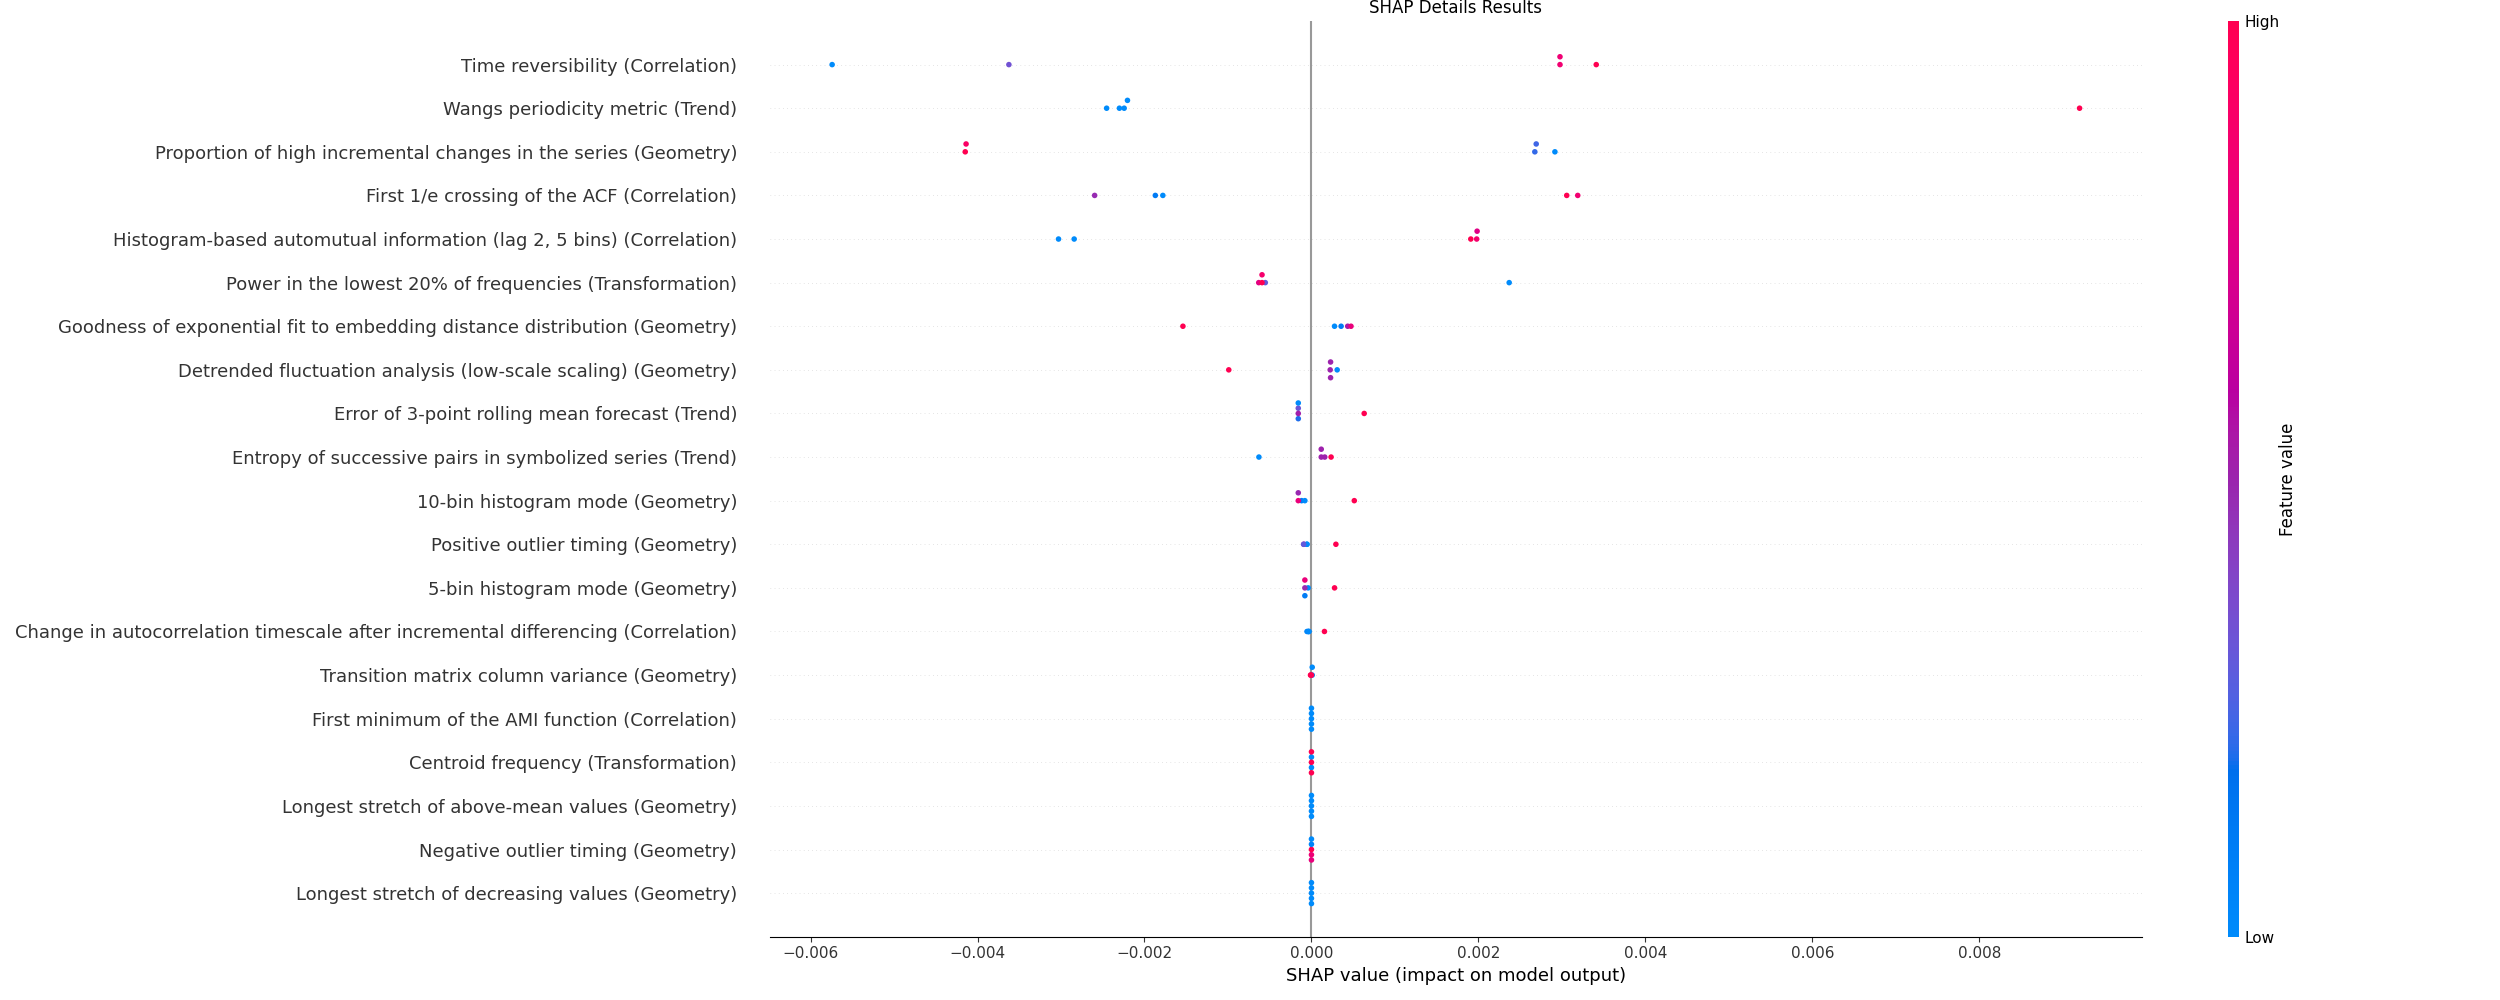 SHAP Details Results
High
Time reversibility (Correlation)
Wangs periodicity metric (Trend)
Proportion of high incremental changes in the series (Geometry)
First 1/e crossing of the ACF (Correlation)
Histogram-based automutual information (lag 2, 5 bins) (Correlation)
Power in the lowest 20% of frequencies (Transformation)
Goodness of exponential fit to embedding distance distribution (Geometry)
Detrended fluctuation analysis (low-scale scaling) (Geometry)
Error of 3-point rolling mean forecast (Trend)
Entropy of successive pairs in symbolized series (Trend)
10-bin histogram mode (Geometry)
Positive outlier timing (Geometry)
5-bin histogram mode (Geometry)
Change in autocorrelation timescale after incremental differencing (Correlation)
Transition matrix column variance (Geometry)
First minimum of the AMI function (Correlation)
Centroid frequency (Transformation)
Longest stretch of above-mean values (Geometry)
Negative outlier timing (Geometry)
Longest stretch of decreasing values (Geometry)
Feature value
Low
−0.006 −0.004 −0.002 0.000 0.002 0.004 0.006 0.008
SHAP value (impact on model output)